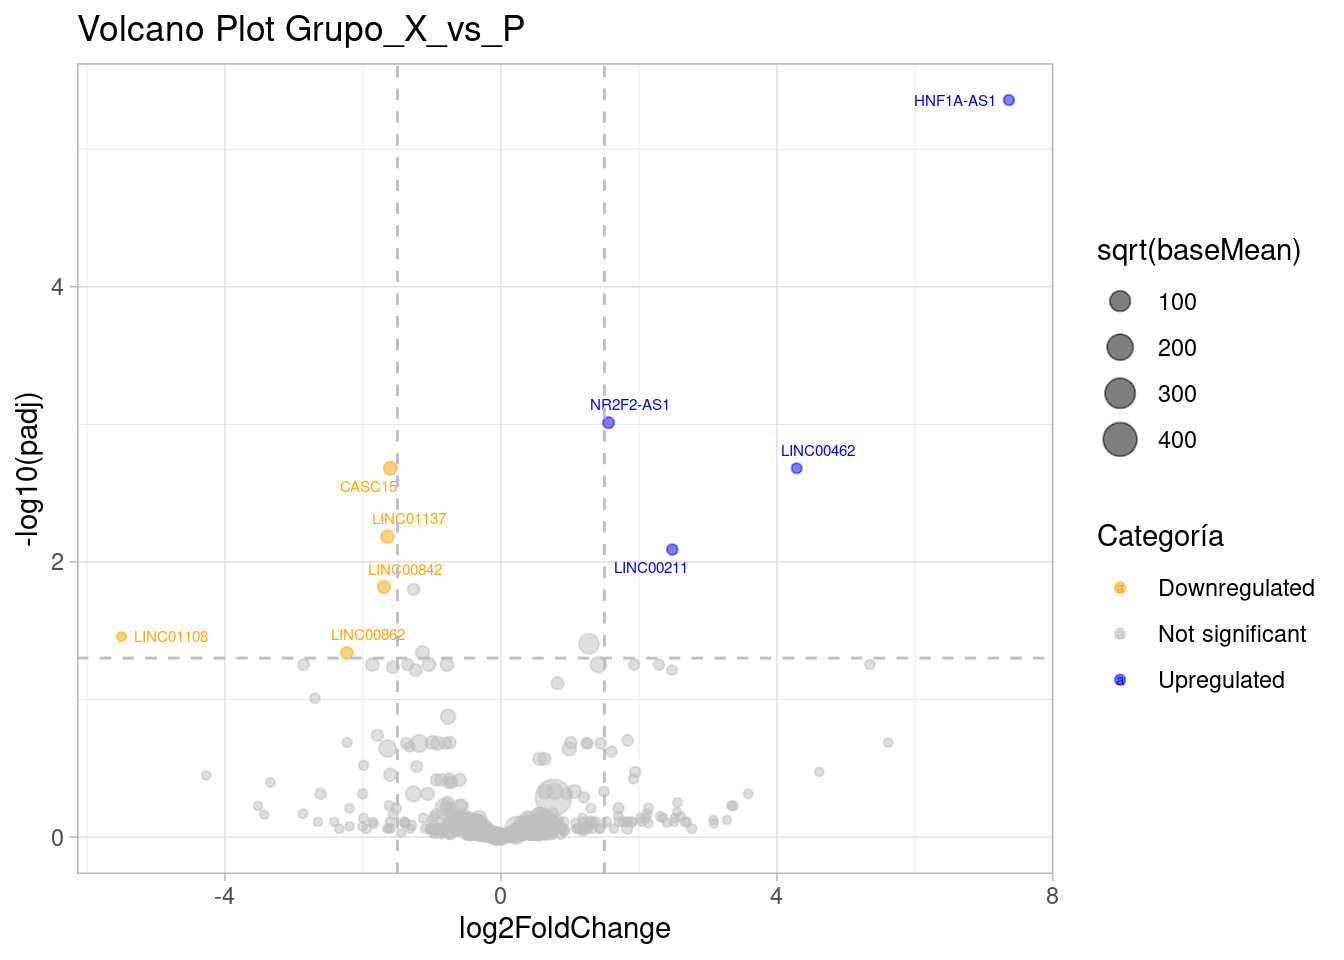 Volcano Plot Grupo_X_vs_P
-log10(padj)
4
2
0
-4
0
4
8
log2FoldChange
HNF1A-AS1
NR2F2-AS1
LINC00462
CASC15
LINC01137
LINC00211
LINC00842
LINC01108
LINC00862
sqrt(baseMean)
100
200
300
400
Categoría
a Downregulated
a Not significant
a Upregulated